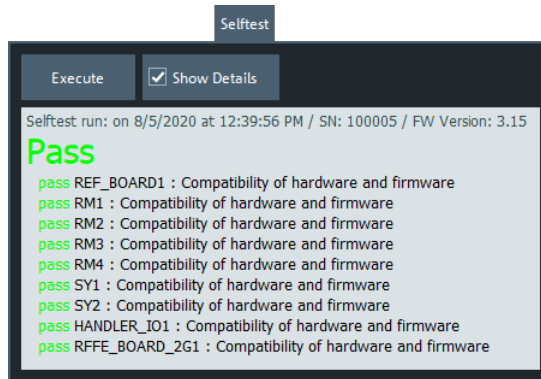 Selftest
Execute
Show Details
Selftest run: on 8/5/2020 at 12:39:56 PM / SN: 100005 / FW Version: 3.15
Pass
pass REF_BOARD1 : Compatibility of hardware and firmware
pass RM1 : Compatibility of hardware and firmware
pass RM2 : Compatibility of hardware and firmware
pass RM3 : Compatibility of hardware and firmware
pass RM4 : Compatibility of hardware and firmware
pass SY1 : Compatibility of hardware and firmware
pass SY2 : Compatibility of hardware and firmware
pass HANDLER_IO1 : Compatibility of hardware and firmware
pass RFFE_BOARD_2G1 : Compatibility of hardware and firmware